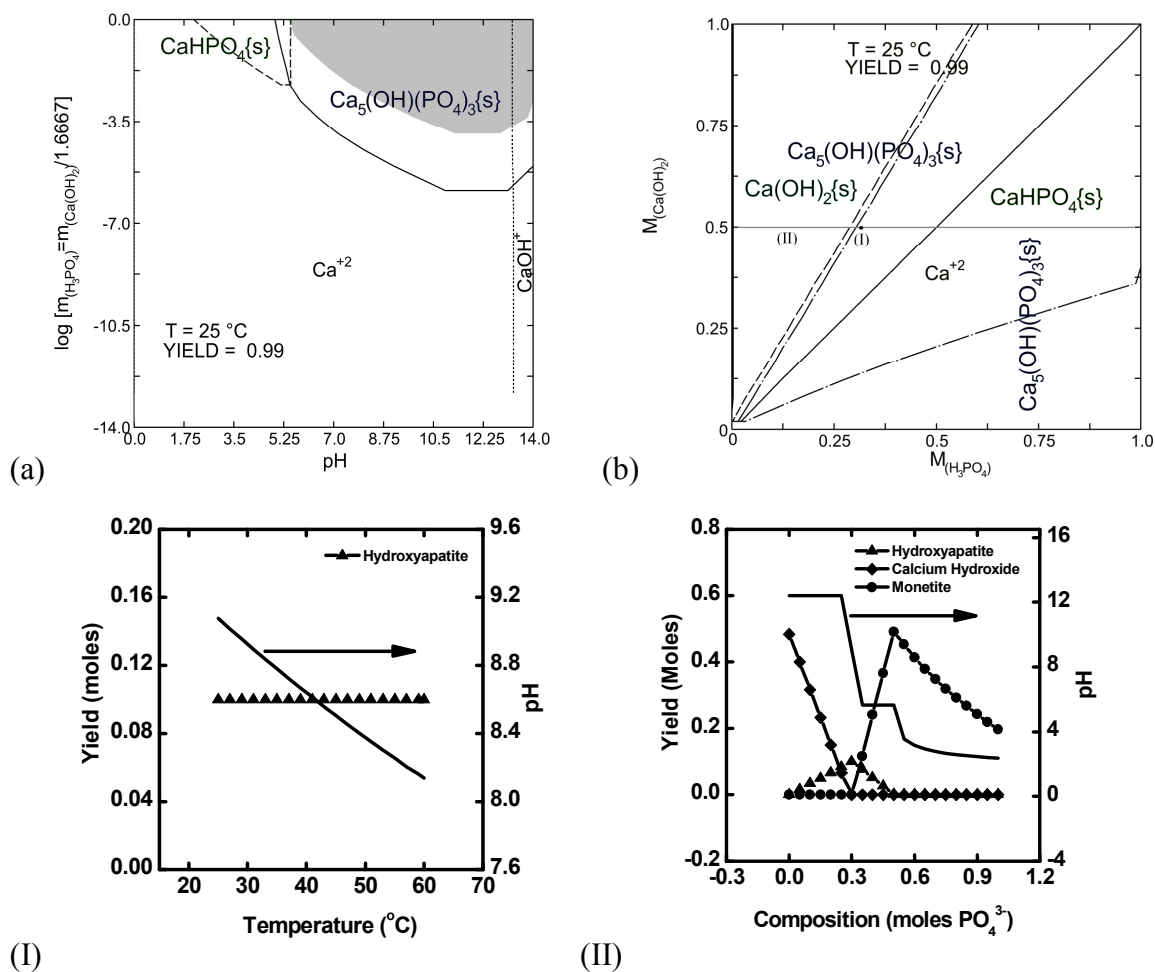 0.0
-3.5
-7.0
-10.5
-14.0
log [m(H₃PO₄)=m(Ca(OH)₂)/1.6667]
CaHPO₄{s}
Ca₅(OH)(PO₄)₃{s}
Ca⁺²
CaOH⁺
T = 25 °C
YIELD = 0.99
0.0 1.75 3.5 5.25 7.0 8.75 10.5 12.25 14.0
pH
(a)
1.0
0.75
0.5
0.25
0
M(Ca(OH)₂)
T = 25 °C
YIELD = 0.99
Ca₅(OH)(PO₄)₃{s}
Ca(OH)₂{s}
CaHPO₄{s}
(II)
(I)
Ca⁺²
Ca₅(OH)(PO₄)₃{s}
0 0.25 0.5 0.75 1.0
M(H₃PO₄)
(b)
0.20
0.16
0.12
0.08
0.04
0.00
Yield (moles)
Hydroxyapatite
9.6
9.2
8.8
8.4
8.0
7.6
pH
20 30 40 50 60 70
Temperature (°C)
(I)
0.8
0.6
0.4
0.2
0.0
-0.2
Yield (Moles)
Hydroxyapatite
Calcium Hydroxide
Monetite
16
12
8
4
0
-4
pH
-0.3 0.0 0.3 0.6 0.9 1.2
Composition (moles PO₄³⁻)
(II)